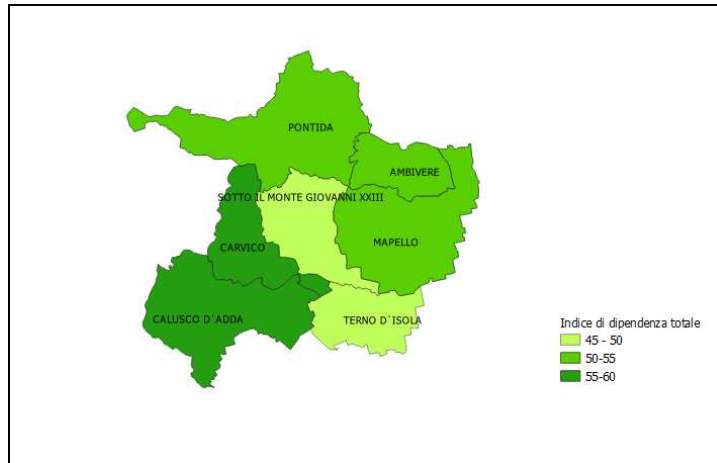 PONTIDA
AMBIVERE
SOTTO IL MONTE GIOVANNI XXIII
CARVICO
MAPELLO
CALUSCO D`ADDA
TERNO D`ISOLA
Indice di dipendenza totale
45 - 50
50-55
55-60